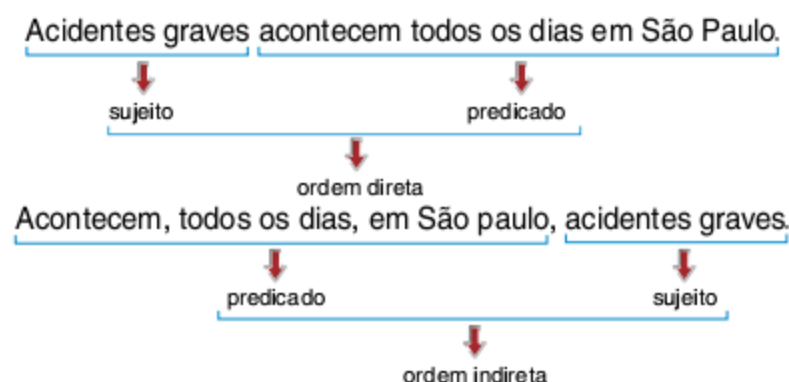 Acidentes graves acontecem todos os dias em São Paulo.
sujeito predicado
ordem direta
Acontecem, todos os dias, em São paulo, acidentes graves.
predicado sujeito
ordem indireta